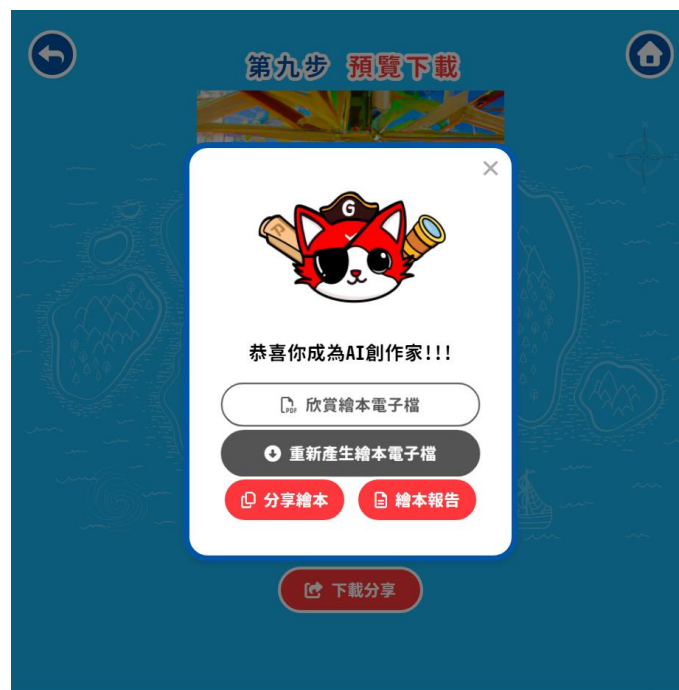 第九步 預覽下載
G
P
恭喜你成為AI創作家!!!
PDF 欣賞繪本電子檔
重新產生繪本電子檔
分享繪本 繪本報告
下載分享